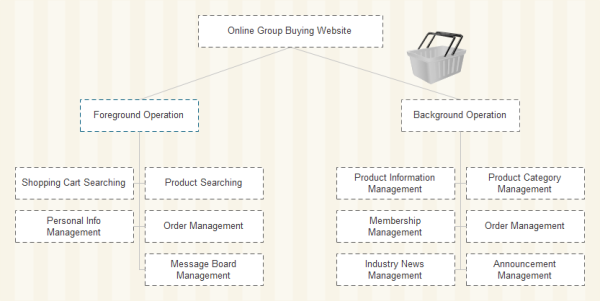 Online Group Buying Website
Foreground Operation
Background Operation
Shopping Cart Searching
Product Searching
Personal Info
Management
Order Management
Message Board
Management
Product Information
Management
Product Category
Management
Membership
Management
Order Management
Industry News
Management
Announcement
Management